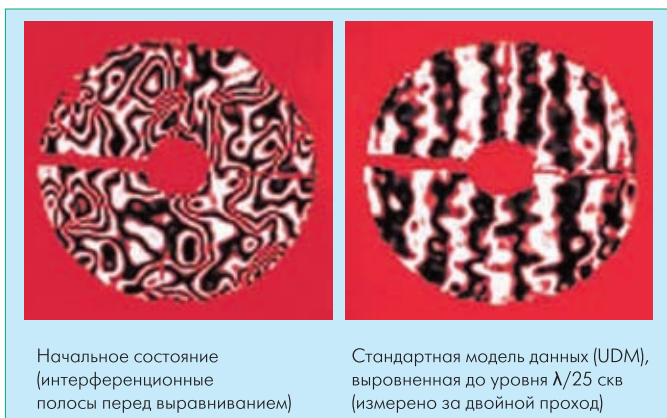 Начальное состояние
(интерференционные
полосы перед выравниванием)
Стандартная модель данных (UDM),
выровненная до уровня λ/25 скв
(измерено за двойной проход)